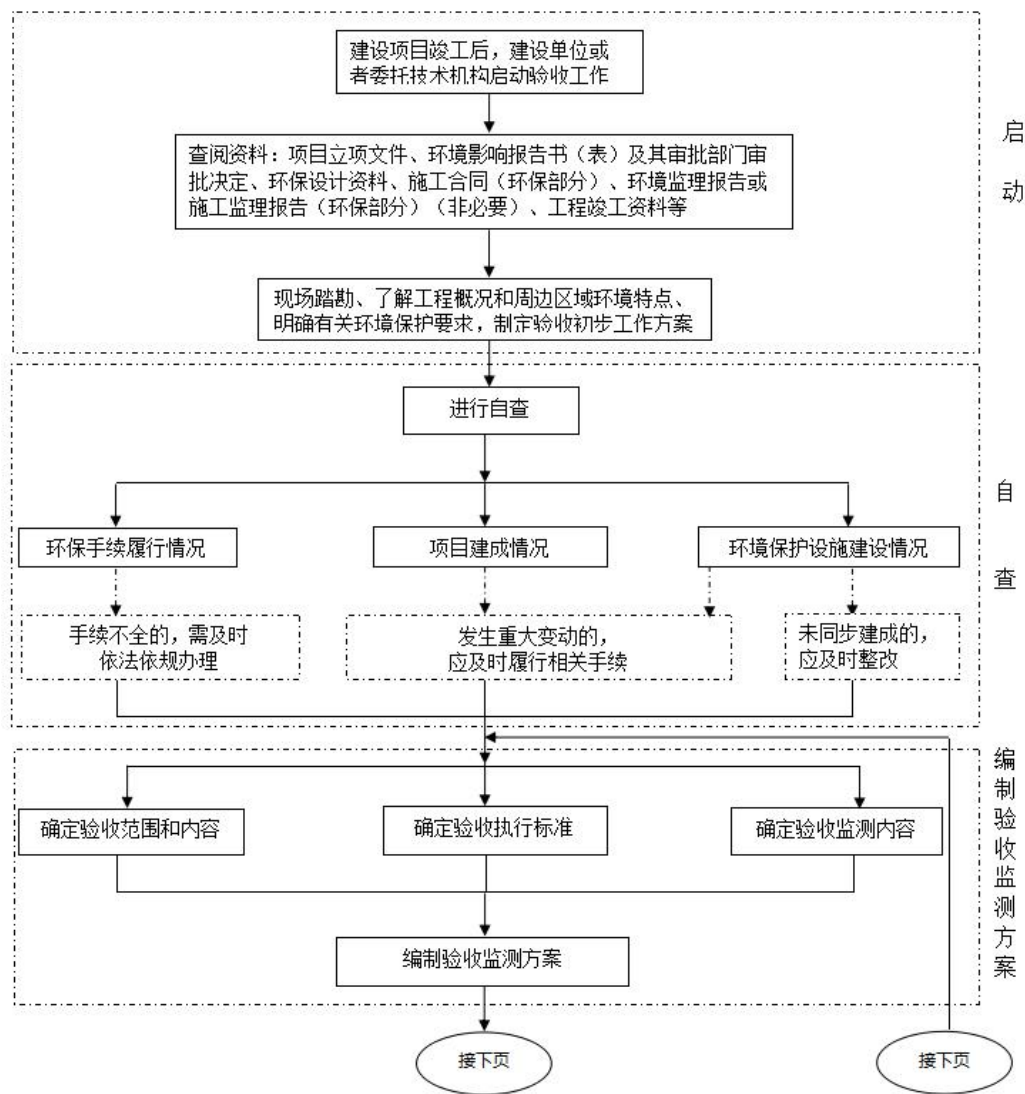 建设项目竣工后，建设单位或
者委托技术机构启动验收工作
启动
查阅资料：项目立项文件、环境影响报告书（表）及其审批部门审
批决定、环保设计资料、施工合同（环保部分）、环境监理报告或
施工监理报告（环保部分）（非必要）、工程竣工资料等
现场踏勘、了解工程概况和周边区域环境特点、
明确有关环境保护要求，制定验收初步工作方案
进行自查
自查
环保手续履行情况
项目建成情况
环境保护设施建设情况
手续不全的，需及时
依法依规办理
发生重大变动的，
应及时履行相关手续
未同步建成的，
应及时整改
编制验收监测方案
确定验收范围和内容
确定验收执行标准
确定验收监测内容
编制验收监测方案
接下页
接下页